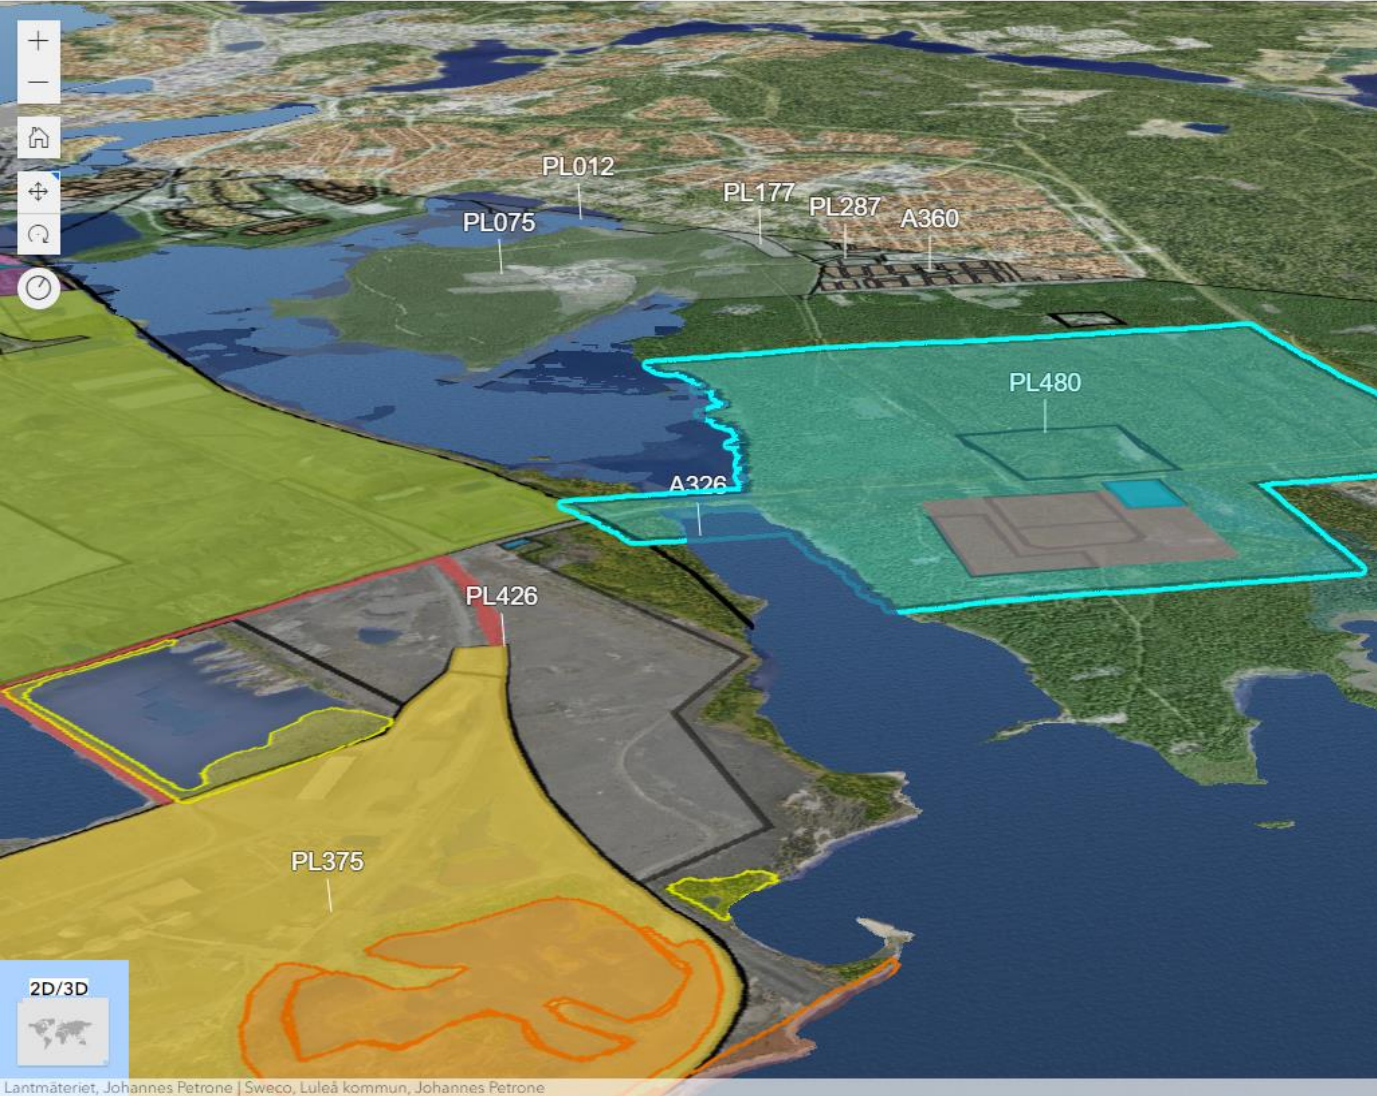 PL012
PL177
PL287
A360
PL075
PL480
A326
PL426
PL375
2D/3D
Lantmäteriet, Johannes Petrone | Sweco, Luleå kommun, Johannes Petrone